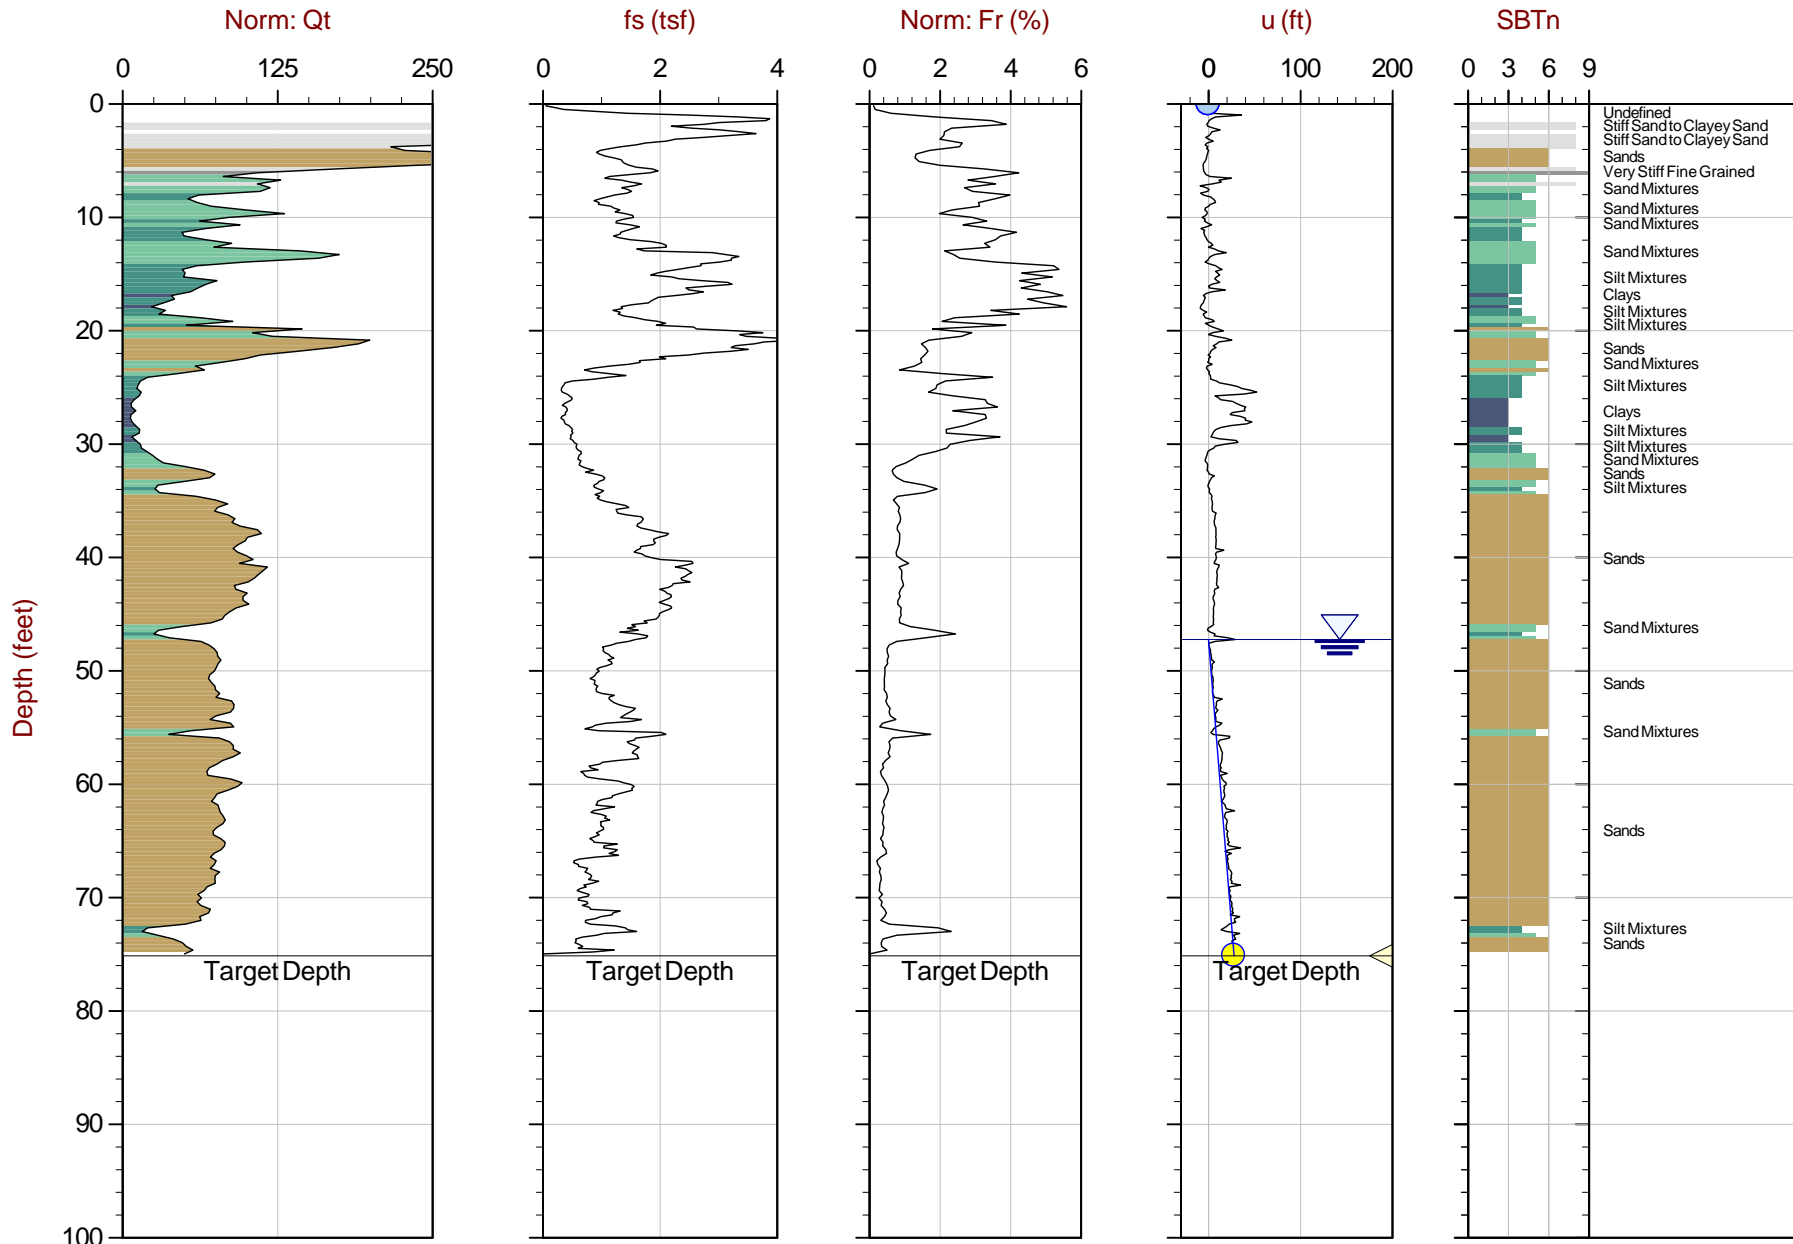 Norm: Qt
fs (tsf)
Norm: Fr (%)
u (ft)
SBTn
0 125 250
0 2 4
0 2 4 6
0 100 200
0 3 6 9
Depth (feet)
0
10
20
30
40
50
60
70
80
90
100
Undefined
Stiff Sand to Clayey Sand
Stiff Sand to Clayey Sand
Sands
Very Stiff Fine Grained
Sand Mixtures
Sand Mixtures
Sand Mixtures
Sand Mixtures
Silt Mixtures
Clays
Silt Mixtures
Silt Mixtures
Sands
Sand Mixtures
Silt Mixtures
Clays
Silt Mixtures
Silt Mixtures
Sand Mixtures
Sands
Silt Mixtures
Sands
Sand Mixtures
Sands
Sand Mixtures
Sands
Silt Mixtures
Sands
Target Depth
Target Depth
Target Depth
Target Depth